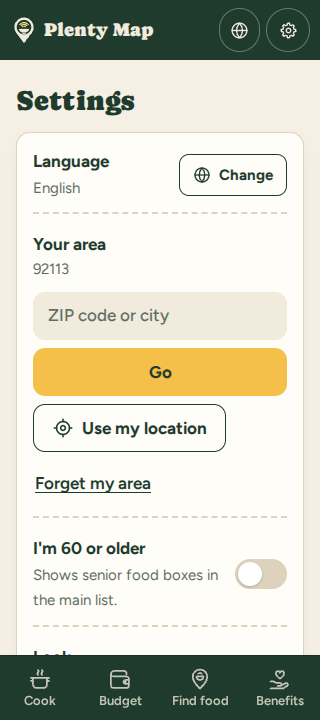 Plenty Map
Settings
Language
English
Change
Your area
92113
ZIP code or city
Go
Use my location
Forget my area
I'm 60 or older
Shows senior food boxes in
the main list.
Cook
Budget
Find food
Benefits